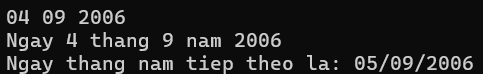 04 09 2006
Ngay 4 thang 9 nam 2006
Ngay thang nam tiep theo la: 05/09/2006